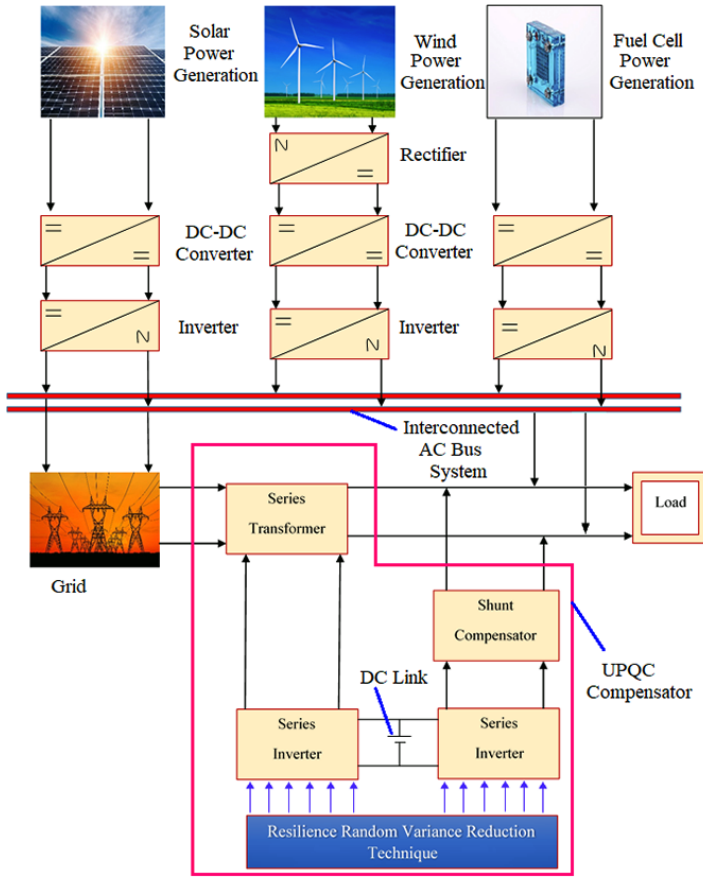 Solar
Power
Generation
Wind
Power
Generation
Fuel Cell
Power
Generation
Rectifier
DC-DC
Converter
DC-DC
Converter
Inverter
Inverter
Interconnected
AC Bus
System
Series
Transformer
Load
Grid
Shunt
Compensator
UPQC
Compensator
DC Link
Series
Inverter
Series
Inverter
Resilience Random Variance Reduction
Technique